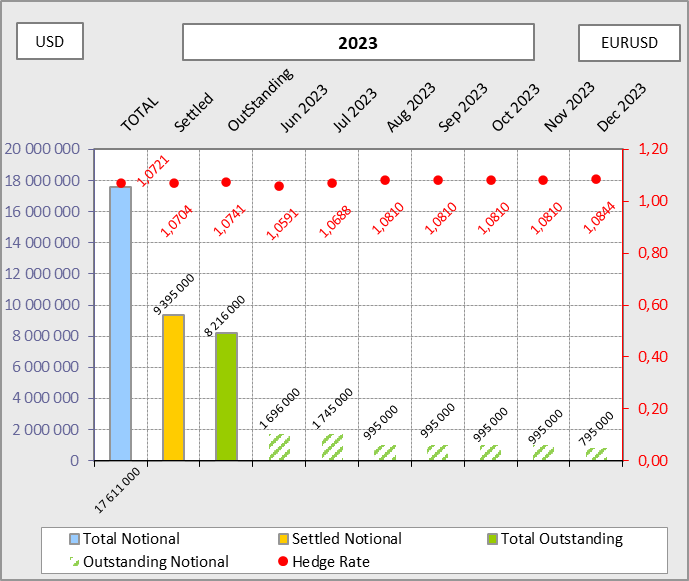 USD
2023
EURUSD
TOTAL
Settled
OutStanding
Jun 2023
Jul 2023
Aug 2023
Sep 2023
Oct 2023
Nov 2023
Dec 2023
20 000 000
18 000 000
16 000 000
14 000 000
12 000 000
10 000 000
8 000 000
6 000 000
4 000 000
2 000 000
0
1,20
1,00
0,80
0,60
0,40
0,20
0,00
1,0721
1,0704
1,0741
1,0591
1,0688
1,0810
1,0810
1,0810
1,0810
1,0844
17 611 000
9 395 000
8 216 000
1 696 000
1 745 000
995 000
995 000
995 000
995 000
795 000
Total Notional
Settled Notional
Total Outstanding
Outstanding Notional
Hedge Rate